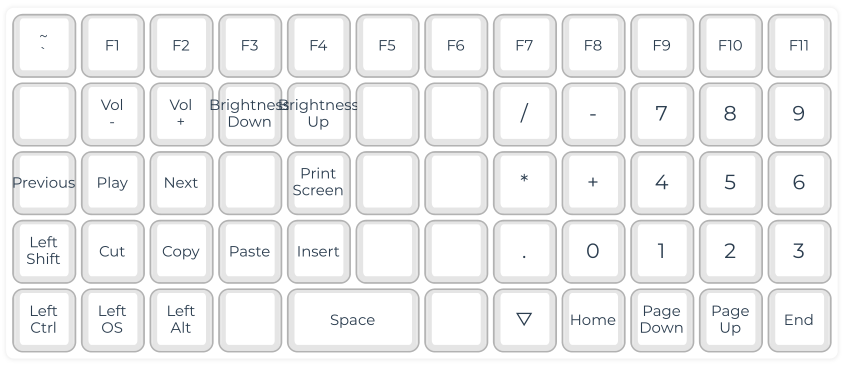 ~
` F1 F2 F3 F4 F5 F6 F7 F8 F9 F10 F11
Vol
- Vol
+ Brightness
Down Brightness
Up / - 7 8 9
Previous Play Next Print
Screen * + 4 5 6
Left
Shift Cut Copy Paste Insert . 0 1 2 3
Left
Ctrl Left
OS Left
Alt Space ▽ Home Page
Down Page
Up End